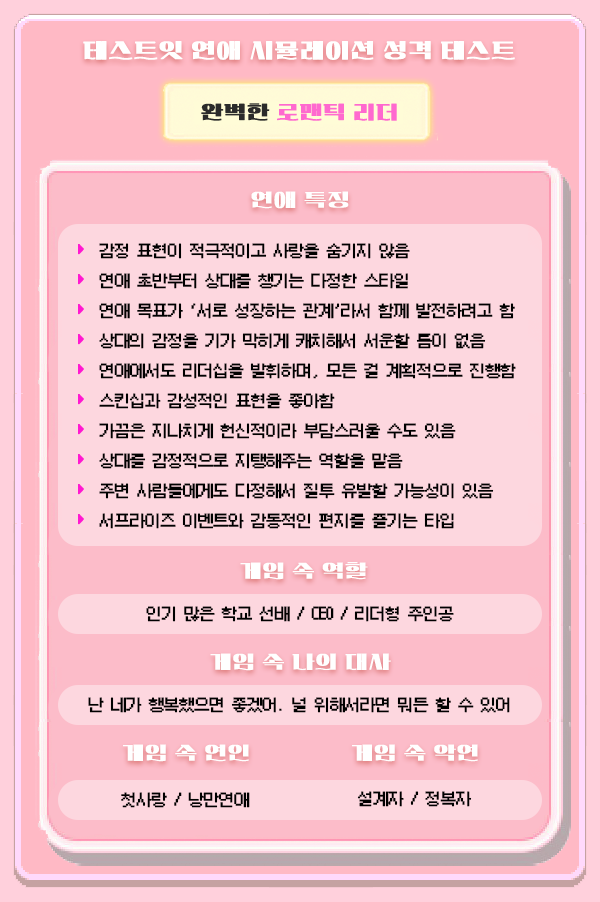 테스트잇 연애 시뮬레이션 성격 테스트
완벽한 로맨틱 리더
연애 특징
감정 표현이 적극적이고 사랑을 숨기지 않음
연애 초반부터 상대를 챙기는 다정한 스타일
연애 목표가 ‘서로 성장하는 관계’라서 함께 발전하려고 함
상대의 감정을 기가 막히게 캐치해서 서운할 틈이 없음
연애에서도 리더십을 발휘하며, 모든 걸 계획적으로 진행함
스킨십과 감성적인 표현을 좋아함
가끔은 지나치게 헌신적이라 부담스러울 수도 있음
상대를 감정적으로 지탱해주는 역할을 맡음
주변 사람들에게도 다정해서 질투 유발할 가능성이 있음
서프라이즈 이벤트와 감동적인 편지를 즐기는 타입
게임 속 역할
인기 많은 학교 선배 / CEO / 리더형 주인공
게임 속 나의 대사
난 네가 행복했으면 좋겠어. 널 위해서라면 뭐든 할 수 있어
게임 속 연인 게임 속 악연
첫사랑 / 낭만연애 설계자 / 정복자